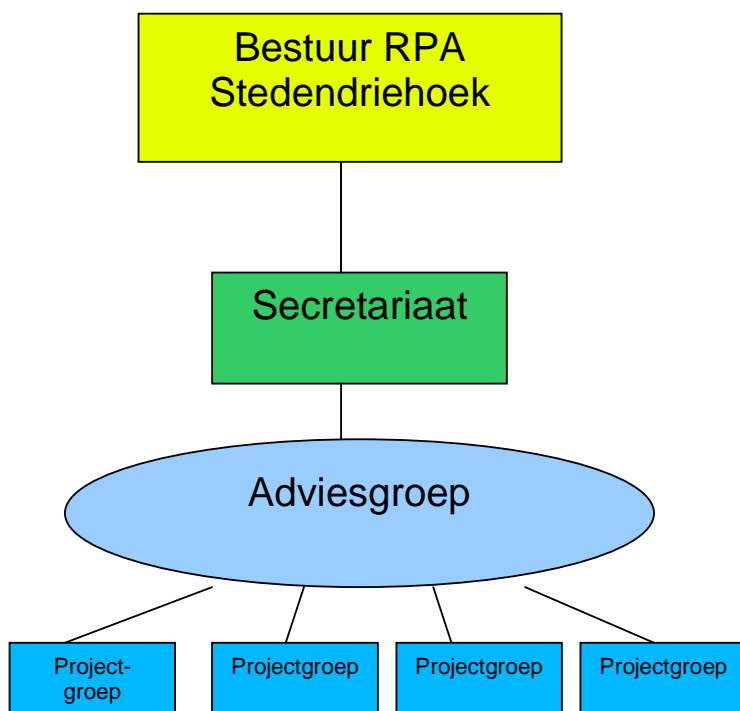 Bestuur RPA
Stedendriehoek
Secretariaat
Adviesgroep
Project-
groep
Projectgroep
Projectgroep
Projectgroep